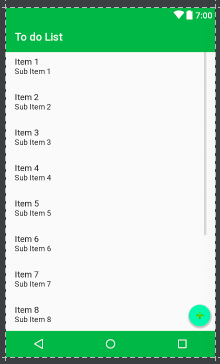 7:00
To do List
Item 1
Sub Item 1
Item 2
Sub Item 2
Item 3
Sub Item 3
Item 4
Sub Item 4
Item 5
Sub Item 5
Item 6
Sub Item 6
Item 7
Sub Item 7
Item 8
Sub Item 8